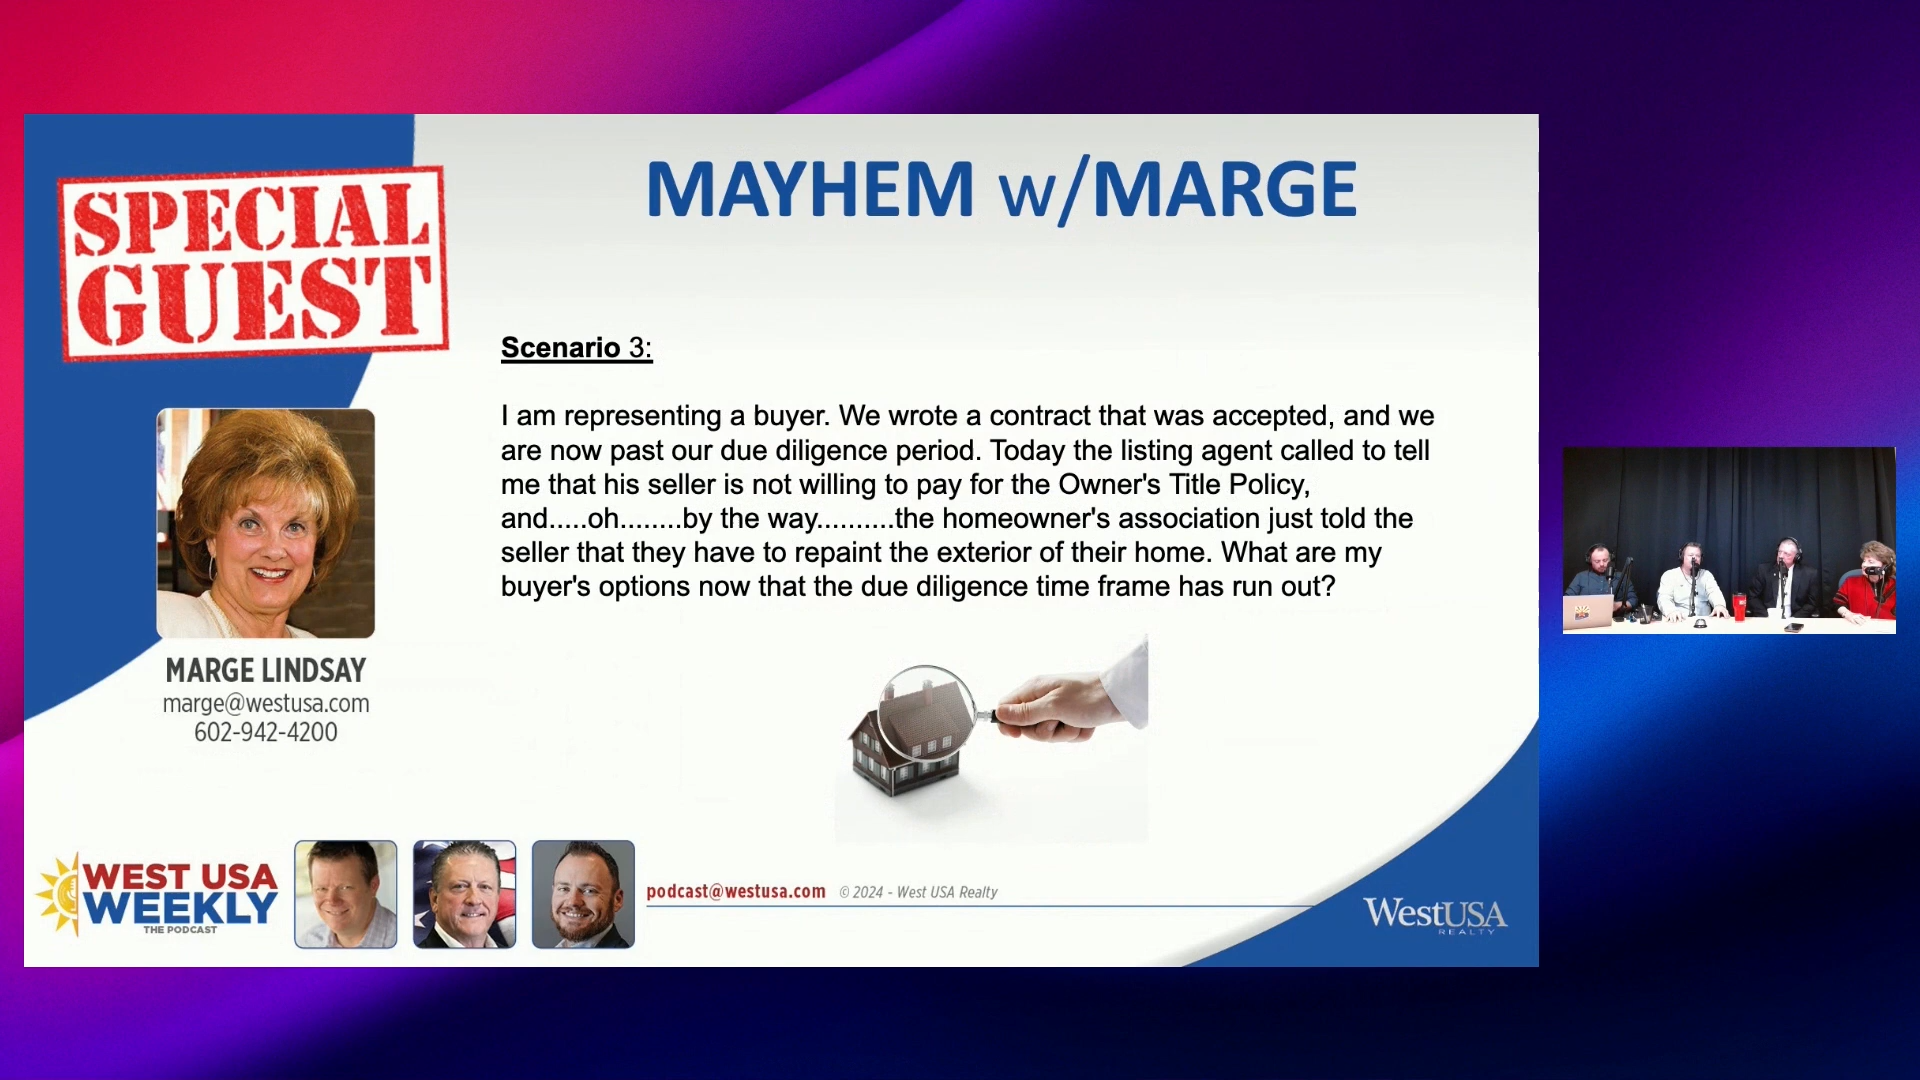 SPECIAL
GUEST
MAYHEM w/MARGE
Scenario 3:
I am representing a buyer. We wrote a contract that was accepted, and we
are now past our due diligence period. Today the listing agent called to tell
me that his seller is not willing to pay for the Owner's Title Policy,
and.....oh........by the way..........the homeowner's association just told the
seller that they have to repaint the exterior of their home. What are my
buyer's options now that the due diligence time frame has run out?
MARGE LINDSAY
marge@westusa.com
602-942-4200
WEST USA
WEEKLY
THE PODCAST
podcast@westusa.com © 2024 - West USA Realty
WestUSA
REALTY